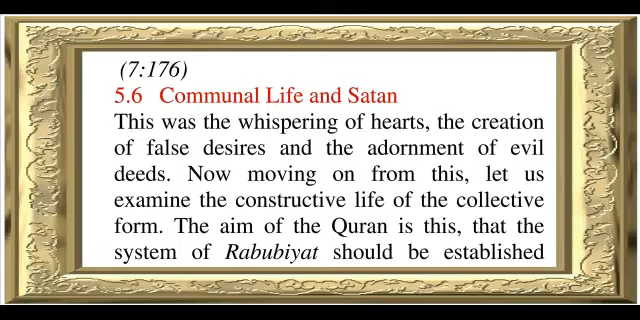 (7:176)
5.6 Communal Life and Satan
This was the whispering of hearts, the creation
of false desires and the adornment of evil
deeds. Now moving on from this, let us
examine the constructive life of the collective
form. The aim of the Quran is this, that the
system of Rabubiyat should be established